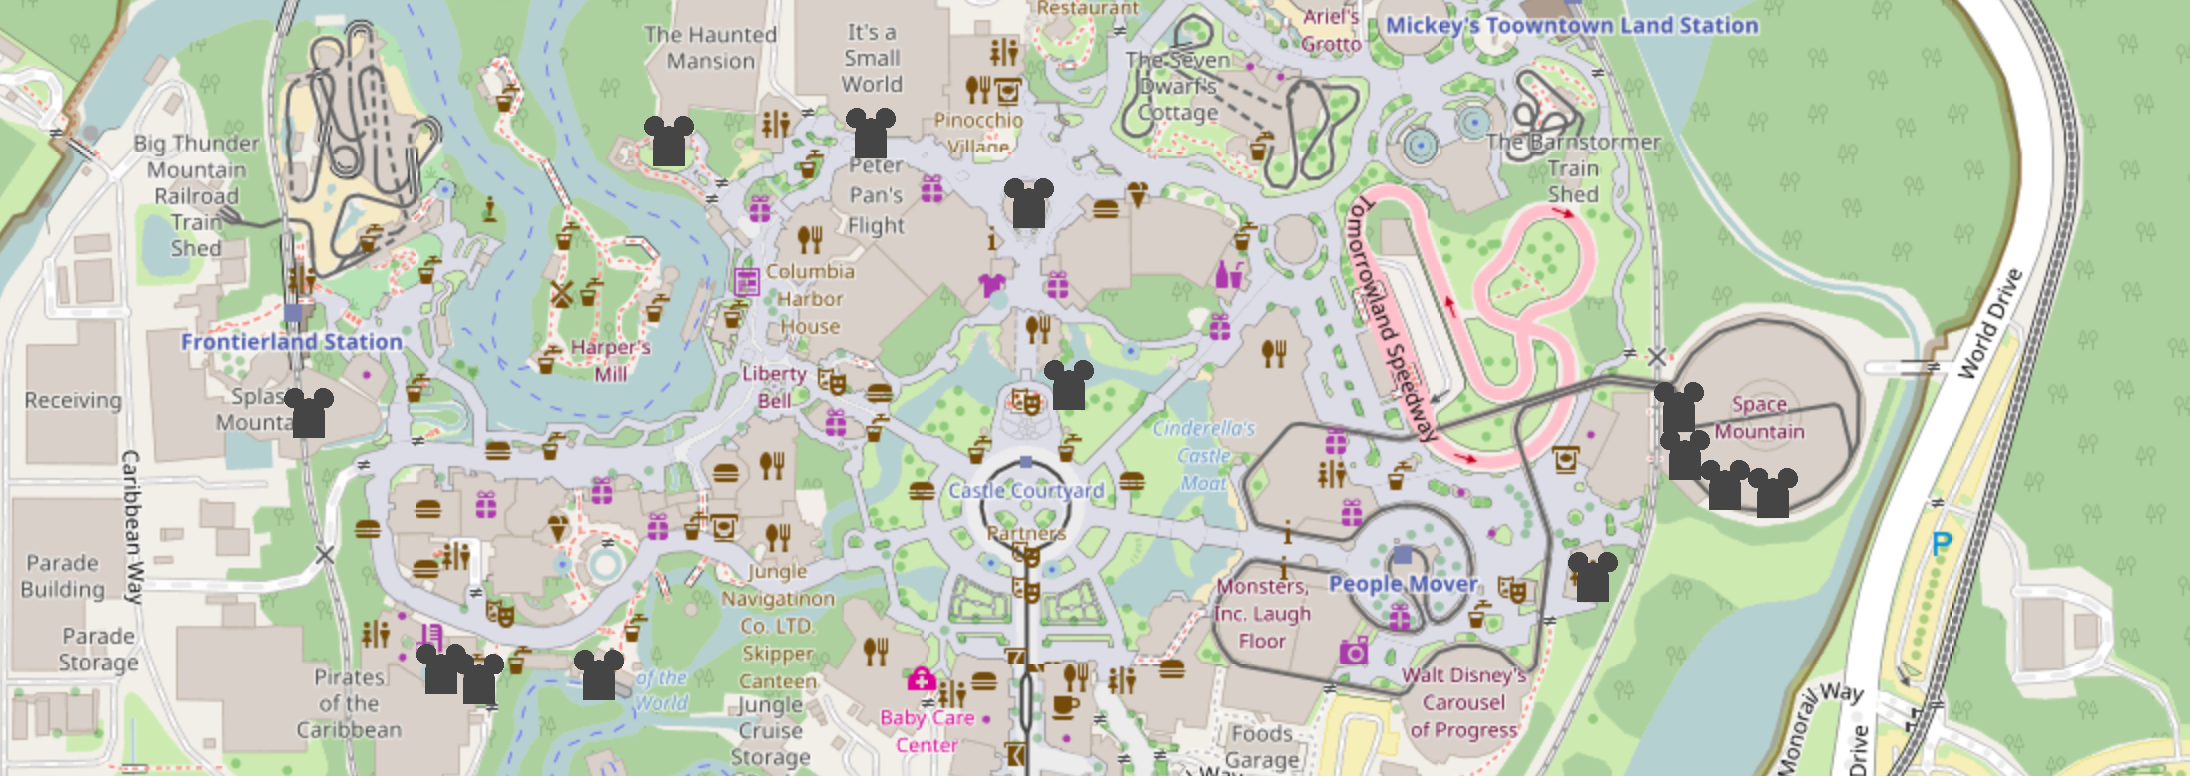 Restaurant
Ariel's
Grotto
Mickey's Toowntown Land Station
The Haunted
Mansion
It's a
Small
World
The Seven
Dwarf's
Cottage
Pinocchio
Village
Big Thunder
Mountain
Railroad
Train
Shed
The Barnstormer
Train
Shed
Peter
Pan's
Flight
Tomorrowland Speedway
Columbia
Harbor
House
World Drive
Frontierland Station
Harper's
Mill
Liberty
Bell
Receiving
Splas
Mounta
Space
Mountain
Cinderella's
Castle
Moat
Caribbean Way
Castle Courtyard
Partners
P
Parade
Building
Jungle
Navigatinon
Co. LTD.
Skipper
Canteen
Monsters,
Inc. Laugh
Floor
People Mover
Parade
Storage
Pirates
of the
Caribbean
of the
World
Walt Disney's
Carousel
of Progress
Monorail Way
Baby Care
Center
Jungle
Cruise
Storage
Foods
Garage
Drive
Way